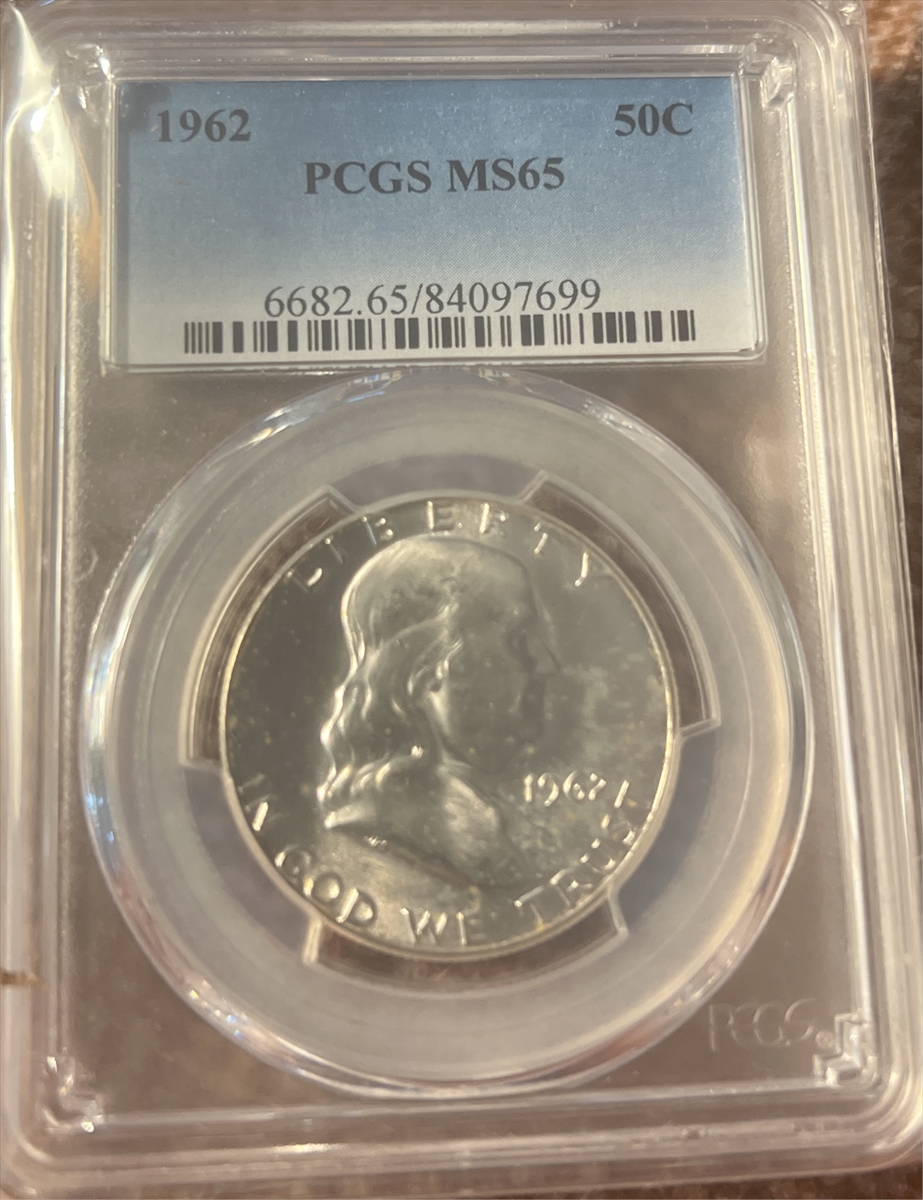 1962 50C
PCGS MS65
6682.65/84097699
LIBERTY
1962
IN GOD WE TRUST
PCGS